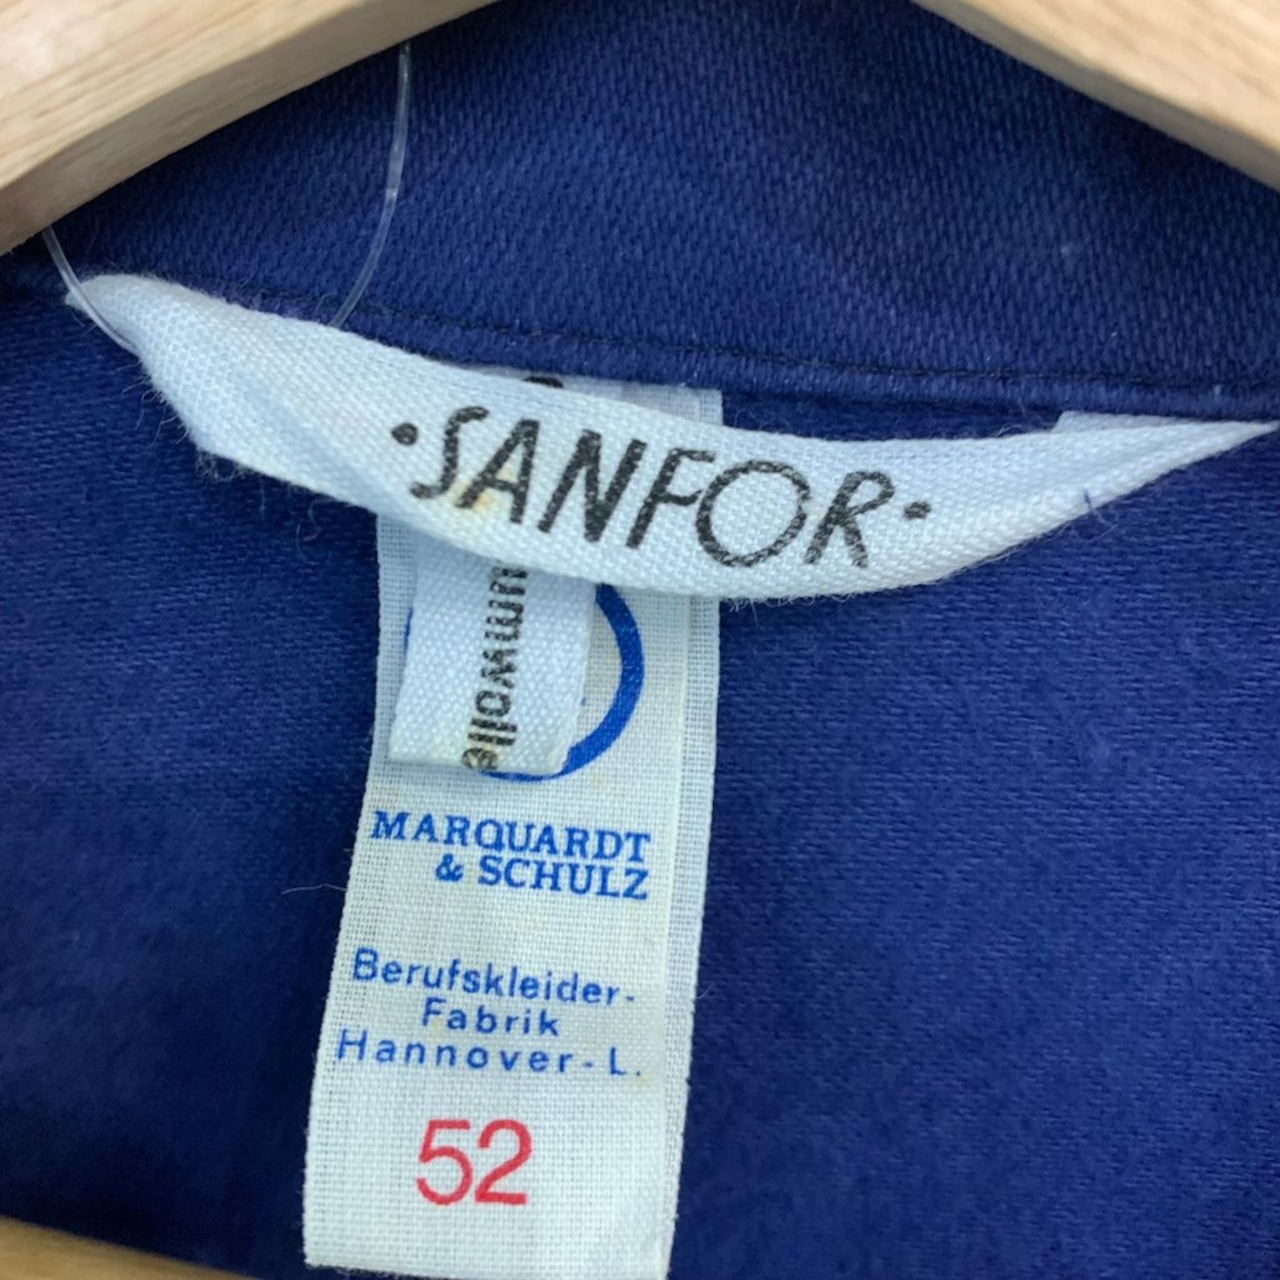 ·SANFOR·
MARQUARDT
& SCHULZ
Berufskleider-
Fabrik
Hannover-L.
52